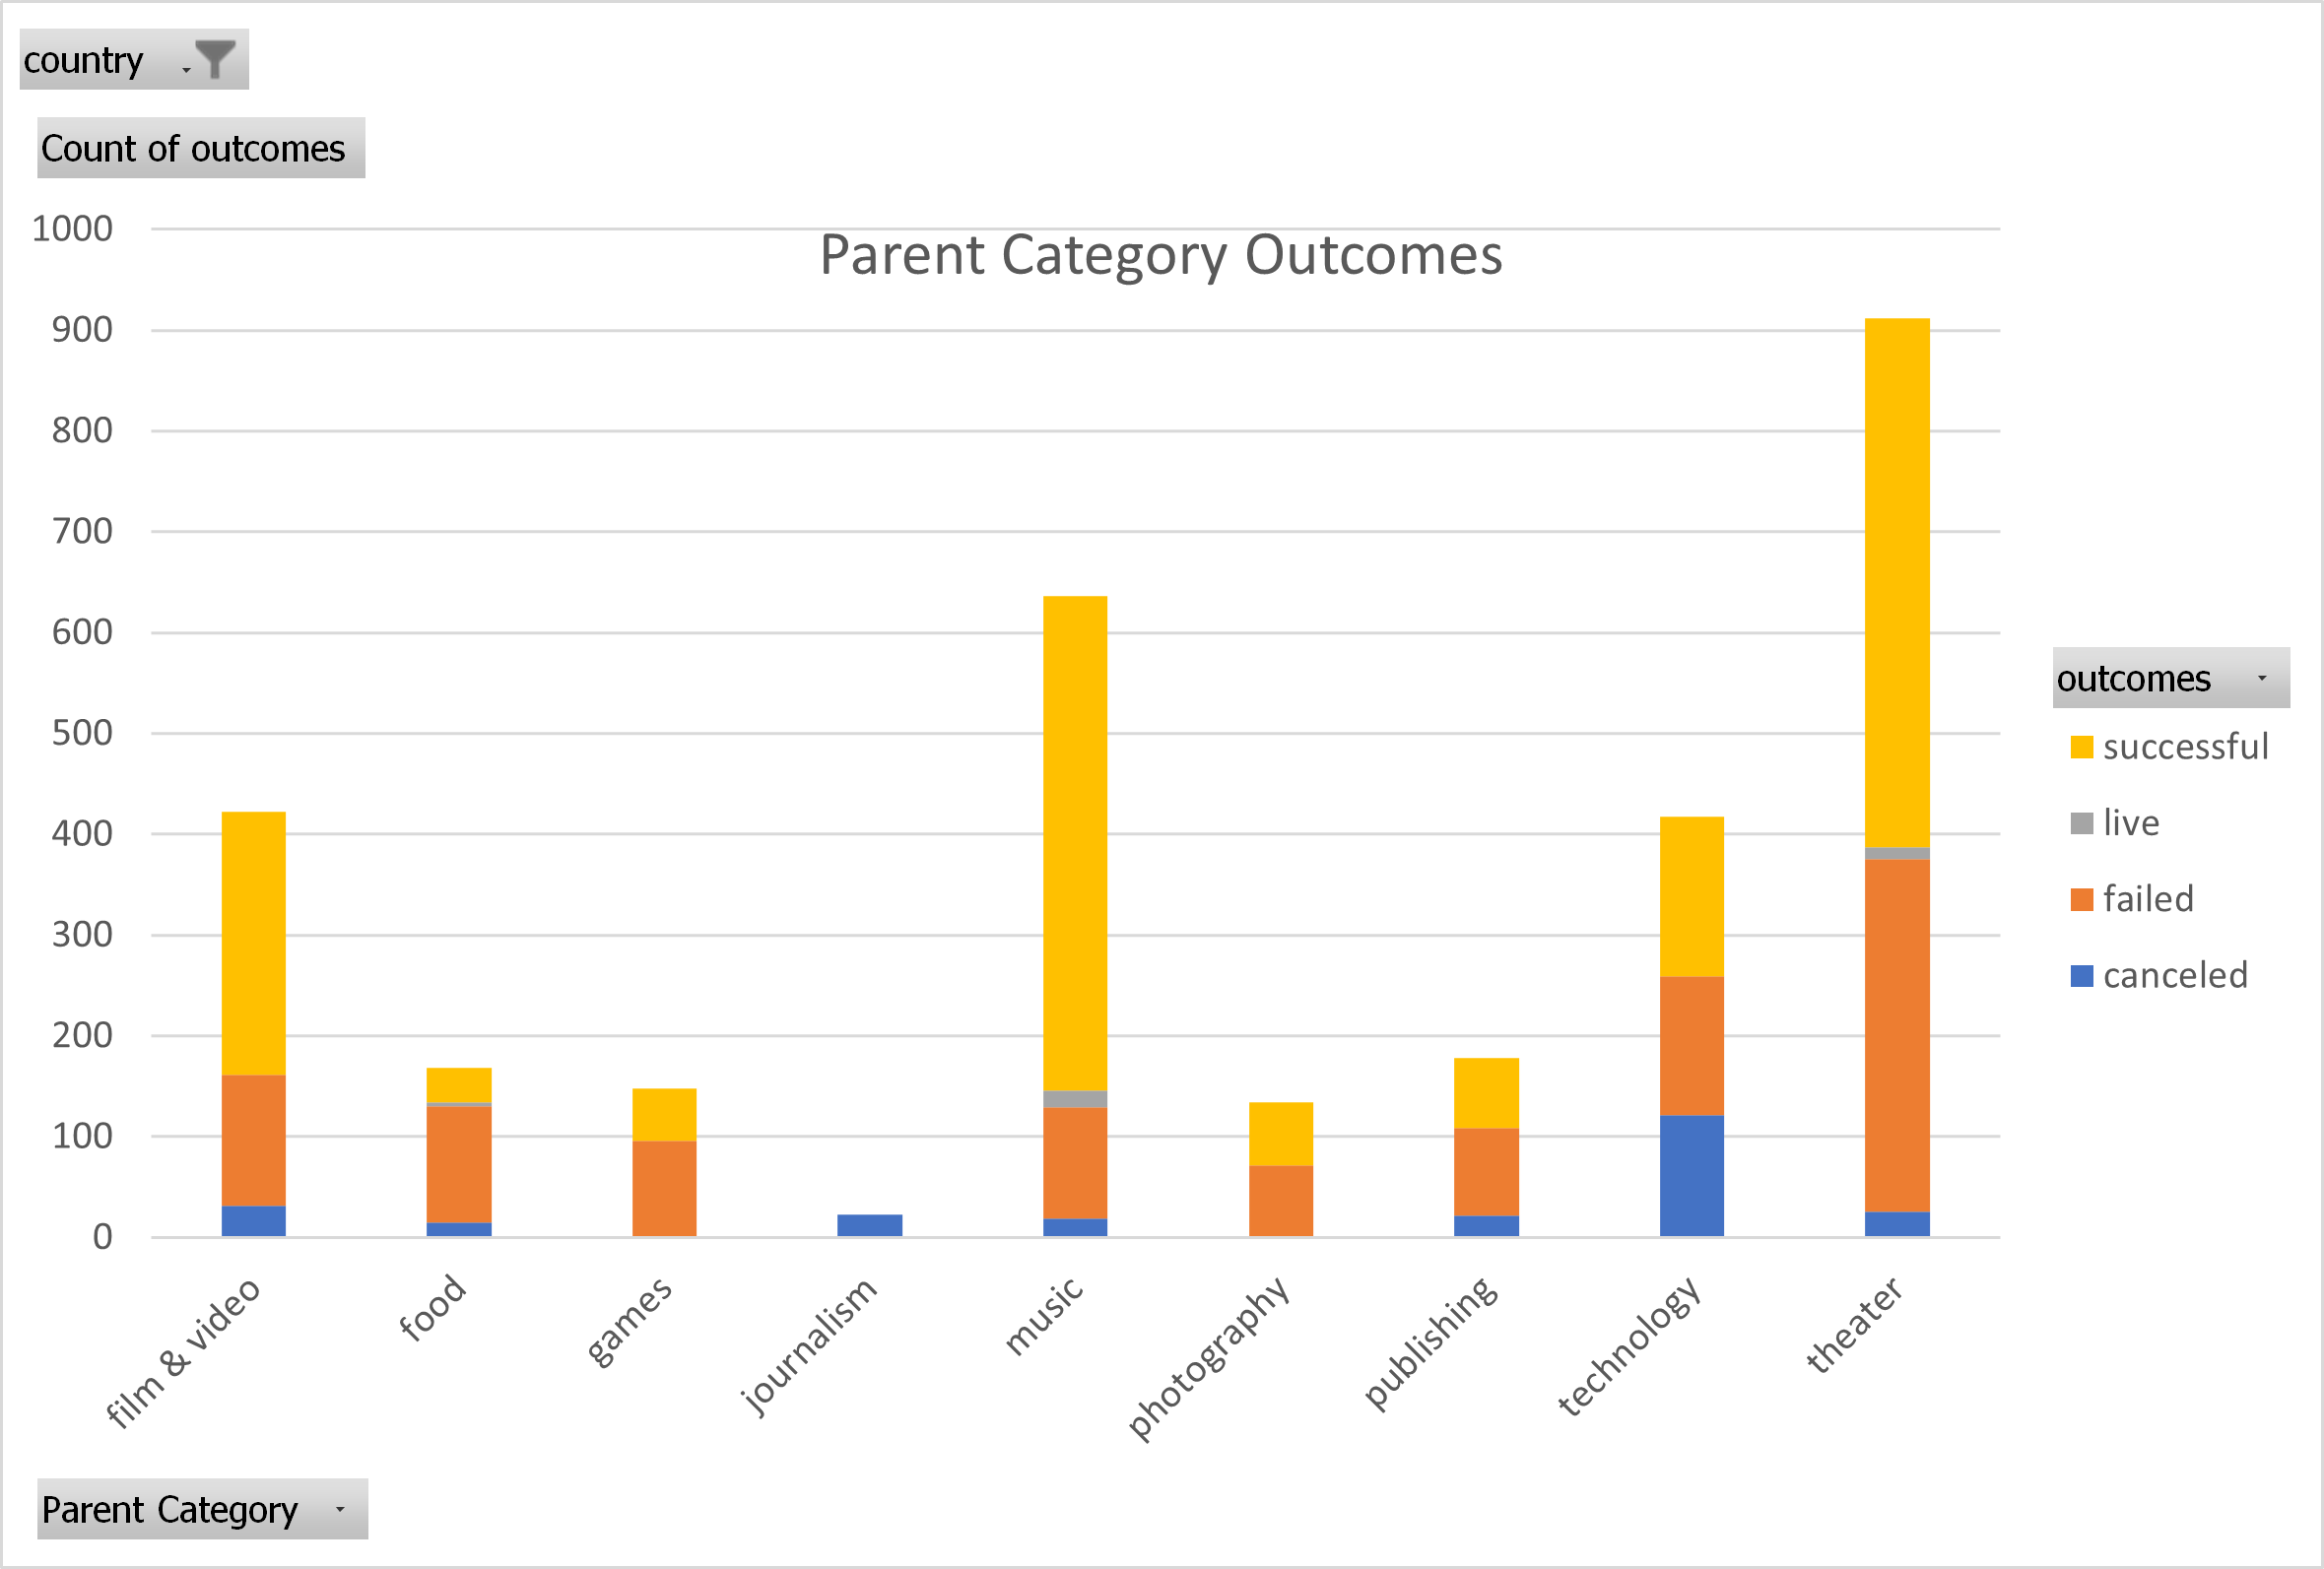 country
Count of outcomes
Parent Category Outcomes
1000
900
800
700
600
500
400
300
200
100
0
film & video
food
games
journalism
music
photography
publishing
technology
theater
outcomes
successful
live
failed
canceled
Parent Category